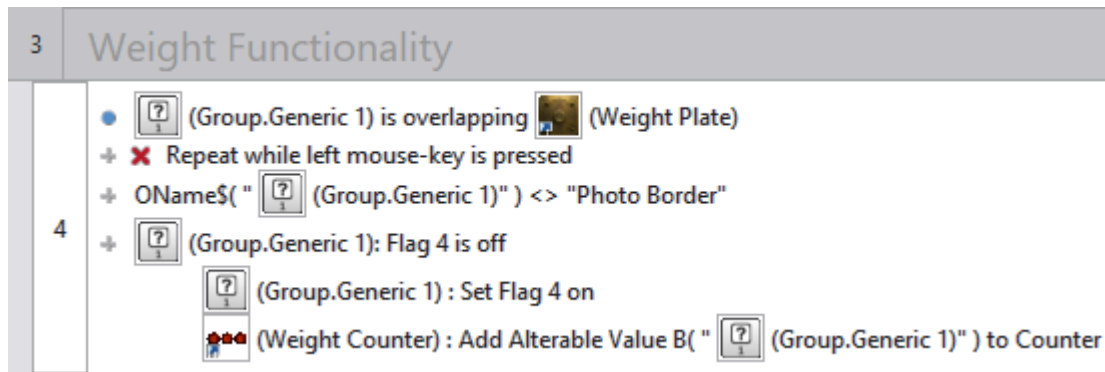 3 Weight Functionality
(Group.Generic 1) is overlapping (Weight Plate)
Repeat while left mouse-key is pressed
OName$( " ? 1 (Group.Generic 1)" ) <> "Photo Border"
4
(Group.Generic 1): Flag 4 is off
(Group.Generic 1) : Set Flag 4 on
(Weight Counter) : Add Alterable Value B( " ? 1 (Group.Generic 1)" ) to Counter